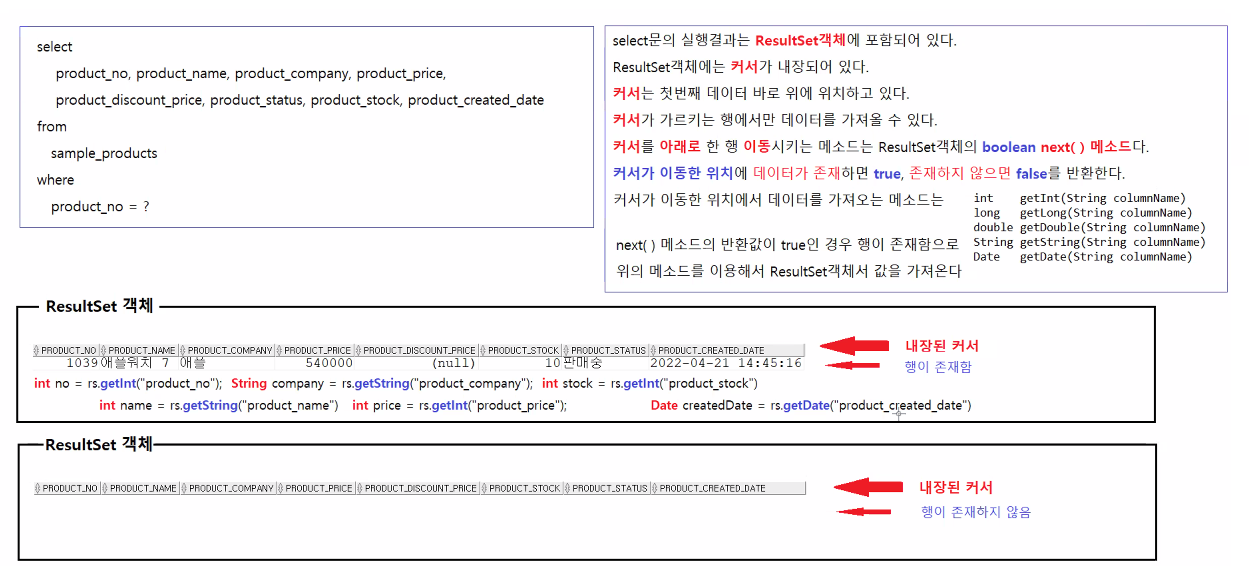 select
product_no, product_name, product_company, product_price,
product_discount_price, product_status, product_stock, product_created_date
from
sample_products
where
product_no = ?
select문의 실행결과는 ResultSet객체에 포함되어 있다.
ResultSet객체에는 커서가 내장되어 있다.
커서는 첫번째 데이터 바로 위에 위치하고 있다.
커서가 가르키는 행에서만 데이터를 가져올 수 있다.
커서를 아래로 한 행 이동시키는 메소드는 ResultSet객체의 boolean next( ) 메소드다.
커서가 이동한 위치에 데이터가 존재하면 true, 존재하지 않으면 false를 반환한다.
커서가 이동한 위치에서 데이터를 가져오는 메소드는
int getInt(String columnName)
long getLong(String columnName)
double getDouble(String columnName)
String getString(String columnName)
Date getDate(String columnName)
next( ) 메소드의 반환값이 true인 경우 행이 존재함으로
위의 메소드를 이용해서 ResultSet객체서 값을 가져온다
ResultSet 객체
PRODUCT_NO PRODUCT_NAME PRODUCT_COMPANY PRODUCT_PRICE PRODUCT_DISCOUNT_PRICE PRODUCT_STOCK PRODUCT_STATUS PRODUCT_CREATED_DATE
내장된 커서
1039 애플워치 7 애플 540000 (null) 10 판매중 2022-04-21 14:45:16
행이 존재함
int no = rs.getInt("product_no"); String company = rs.getString("product_company"); int stock = rs.getInt("product_stock")
int name = rs.getString("product_name") int price = rs.getInt("product_price"); Date createdDate = rs.getDate("product_created_date")
ResultSet 객체
PRODUCT_NO PRODUCT_NAME PRODUCT_COMPANY PRODUCT_PRICE PRODUCT_DISCOUNT_PRICE PRODUCT_STOCK PRODUCT_STATUS PRODUCT_CREATED_DATE
내장된 커서
행이 존재하지 않음